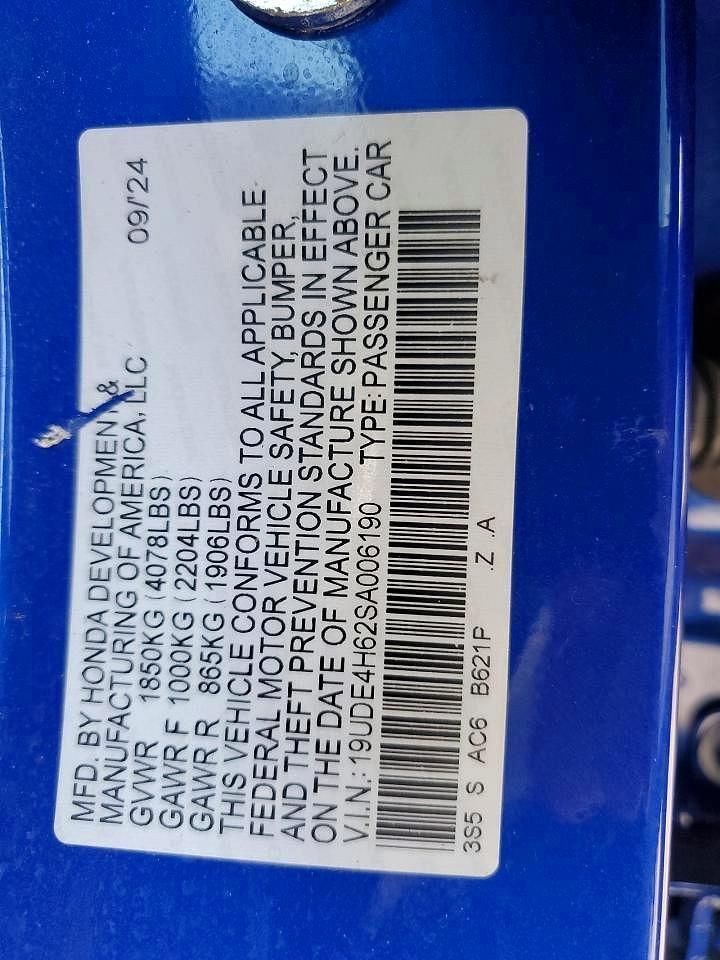 MFD. BY HONDA DEVELOPMENT &
MANUFACTURING OF AMERICA, LLC 09/'24
GVWR 1850KG (4078LBS)
GAWR F 1000KG (2204LBS)
GAWR R 865KG (1906LBS)
THIS VEHICLE CONFORMS TO ALL APPLICABLE
FEDERAL MOTOR VEHICLE SAFETY, BUMPER,
AND THEFT PREVENTION STANDARDS IN EFFECT
ON THE DATE OF MANUFACTURE SHOWN ABOVE.
V.I.N.: 19UDE4H62SA006190 TYPE: PASSENGER CAR
3S5 S AC6 B621P .Z .A